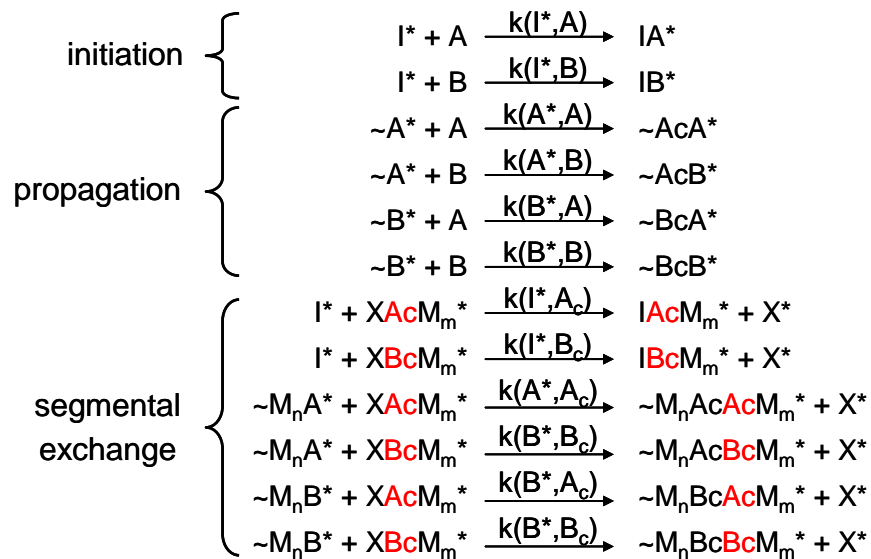 initiation
I* + A k(I*,A) IA*
I* + B k(I*,B) IB*
propagation
~A* + A k(A*,A) ~AcA*
~A* + B k(A*,B) ~AcB*
~B* + A k(B*,A) ~BcA*
~B* + B k(B*,B) ~BcB*
segmental
exchange
I* + XAcMm* k(I*,Ac) IAcMm* + X*
I* + XBcMm* k(I*,Bc) IBcMm* + X*
~MnA* + XAcMm* k(A*,Ac) ~MnAcAcMm* + X*
~MnA* + XBcMm* k(B*,Bc) ~MnAcBcMm* + X*
~MnB* + XAcMm* k(B*,Ac) ~MnBcAcMm* + X*
~MnB* + XBcMm* k(B*,Bc) ~MnBcBcMm* + X*